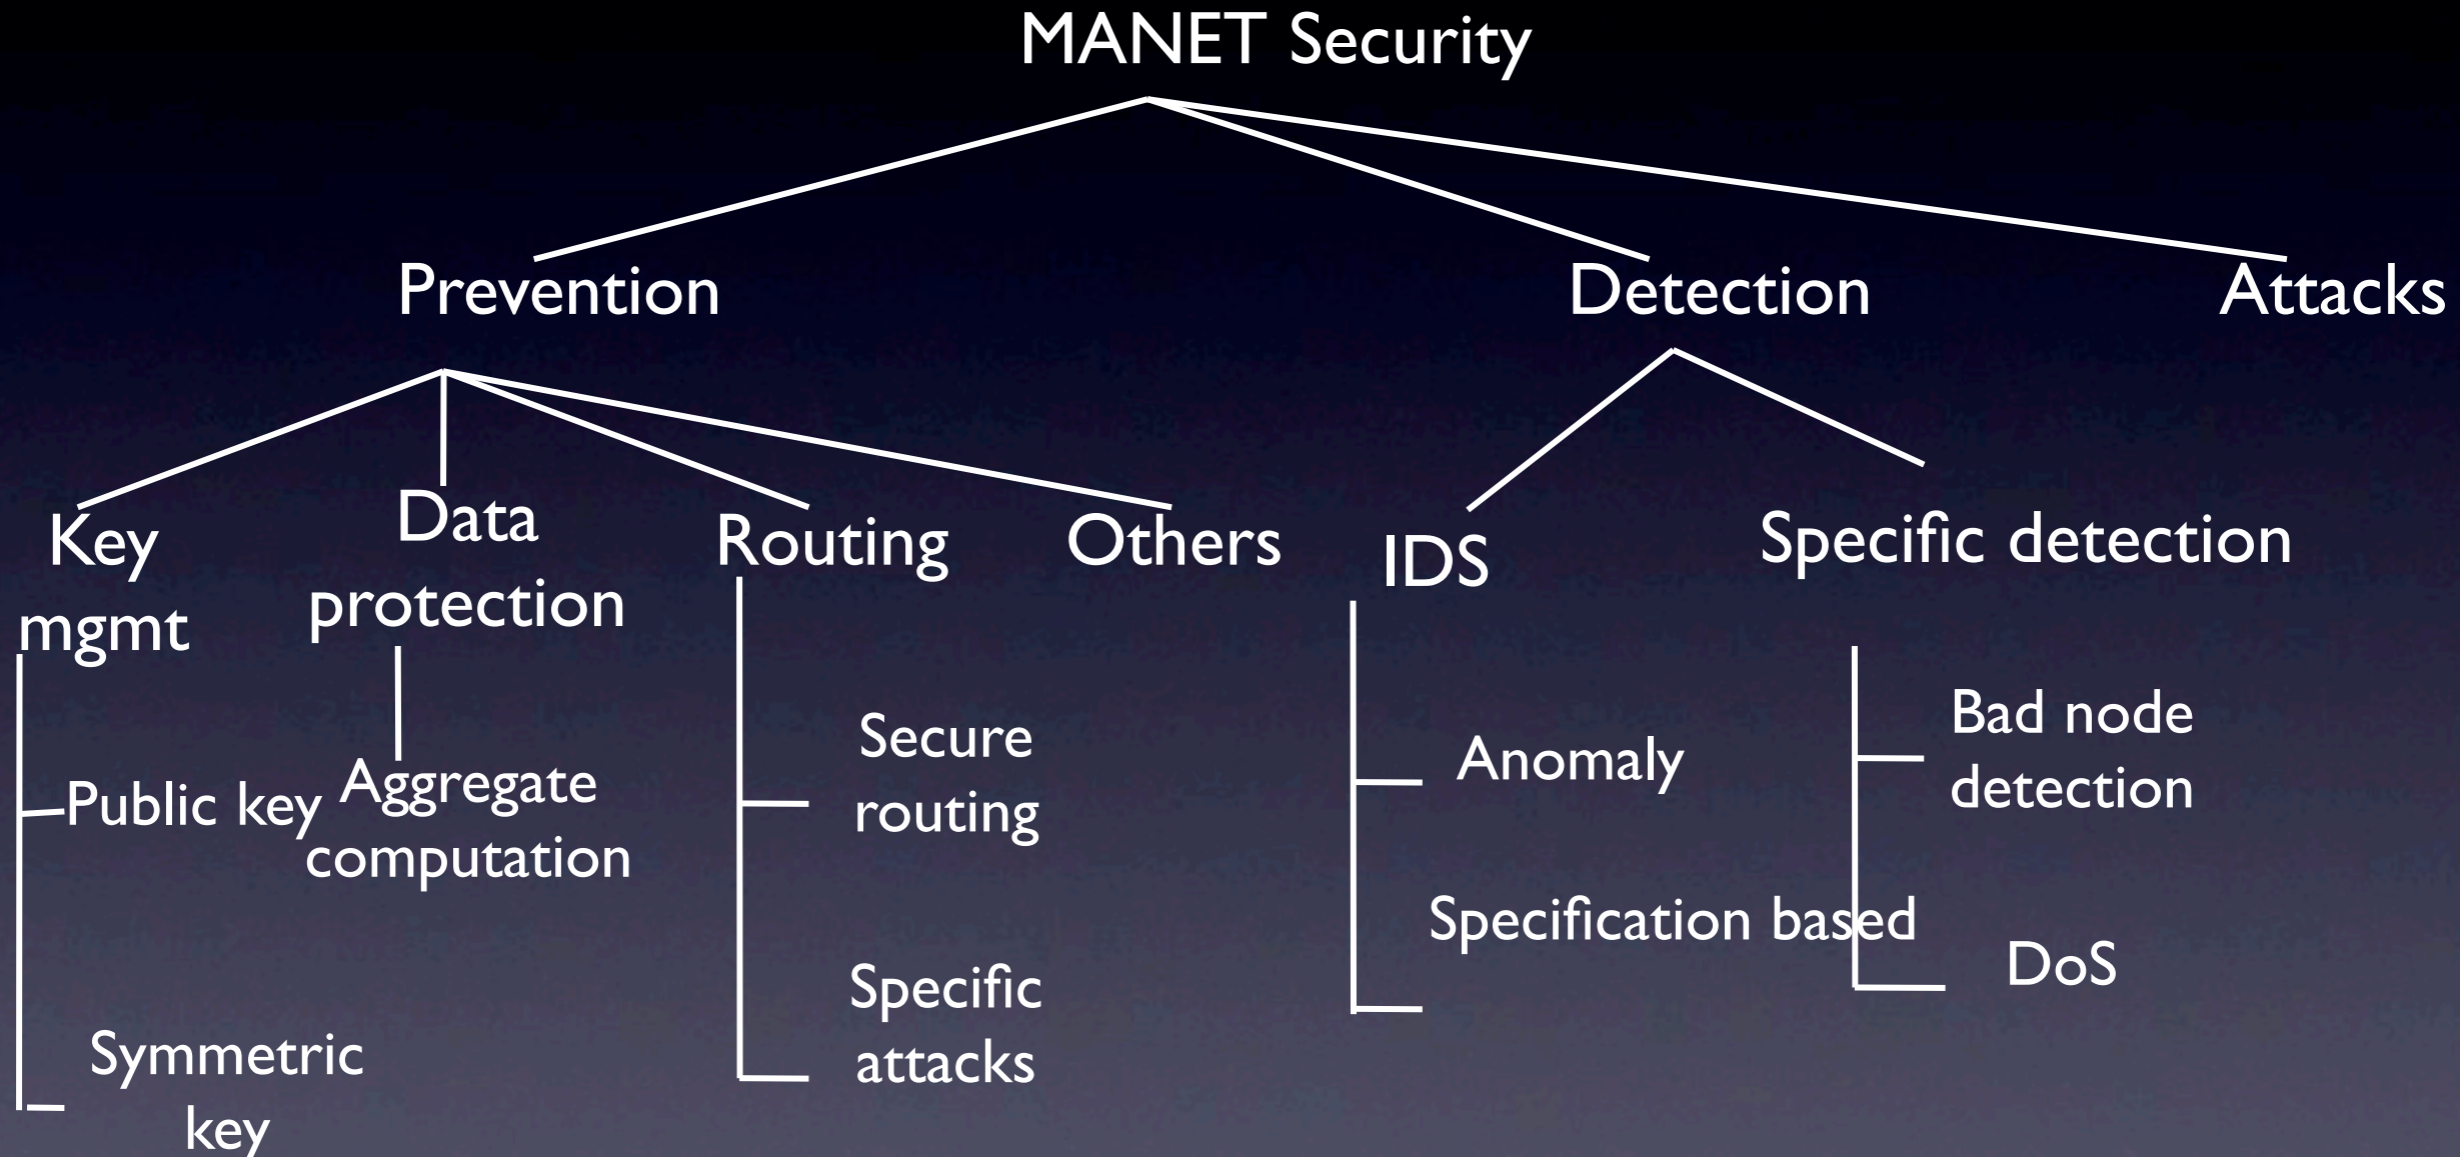 MANET Security
Prevention
Detection
Attacks
Key
mgmt
Data
protection
Routing
Others
IDS
Specific detection
Public key
Symmetric
key
Aggregate
computation
Secure
routing
Specific
attacks
Anomaly
Specification based
Bad node
detection
DoS